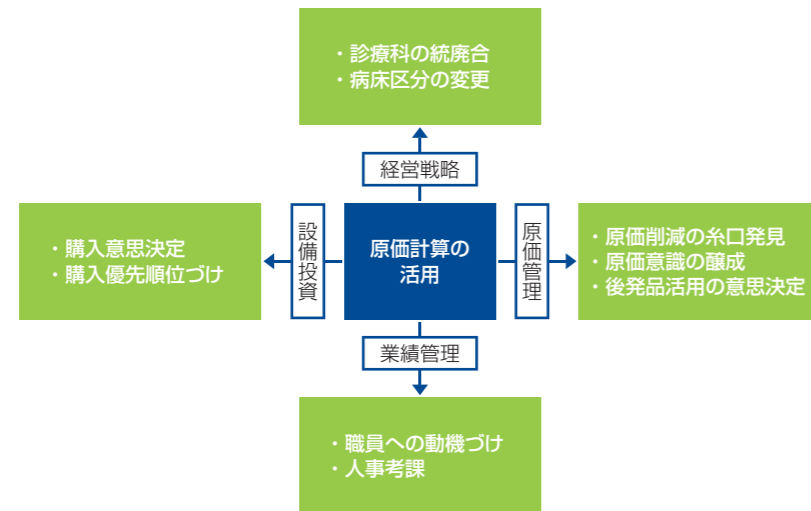 ・診療科の統廃合
・病床区分の変更
経営戦略
・購入意思決定
・購入優先順位づけ
設備投資
原価計算の
活用
原価管理
・原価削減の糸口発見
・原価意識の醸成
・後発品活用の意思決定
業績管理
・職員への動機づけ
・人事考課